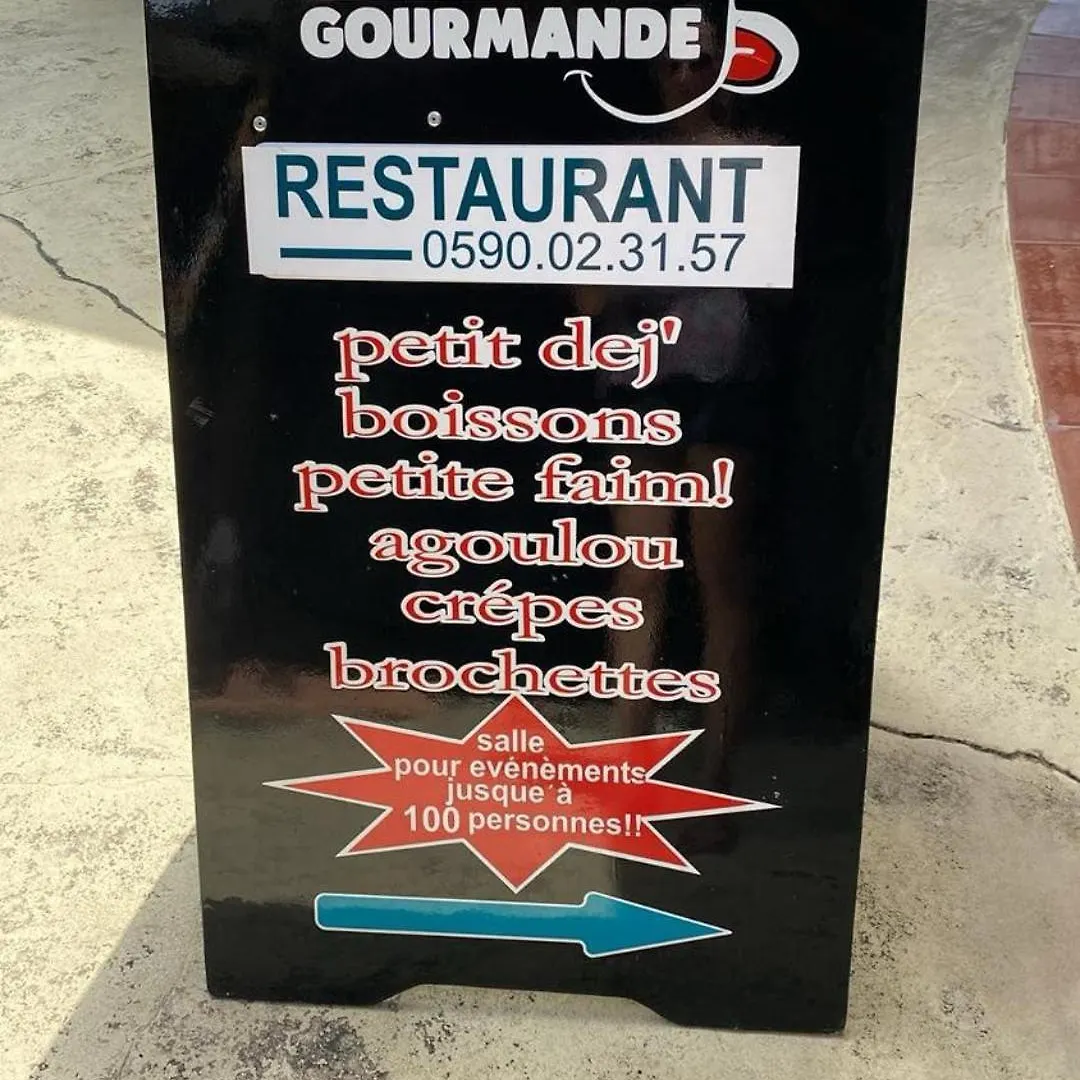 GOURMANDE
RESTAURANT
0590.02.31.57
petit dej'
boissons
petite faim!
agoulou
crépes
brochettes
salle
pour evénèments
jusque'à
100 personnes!!